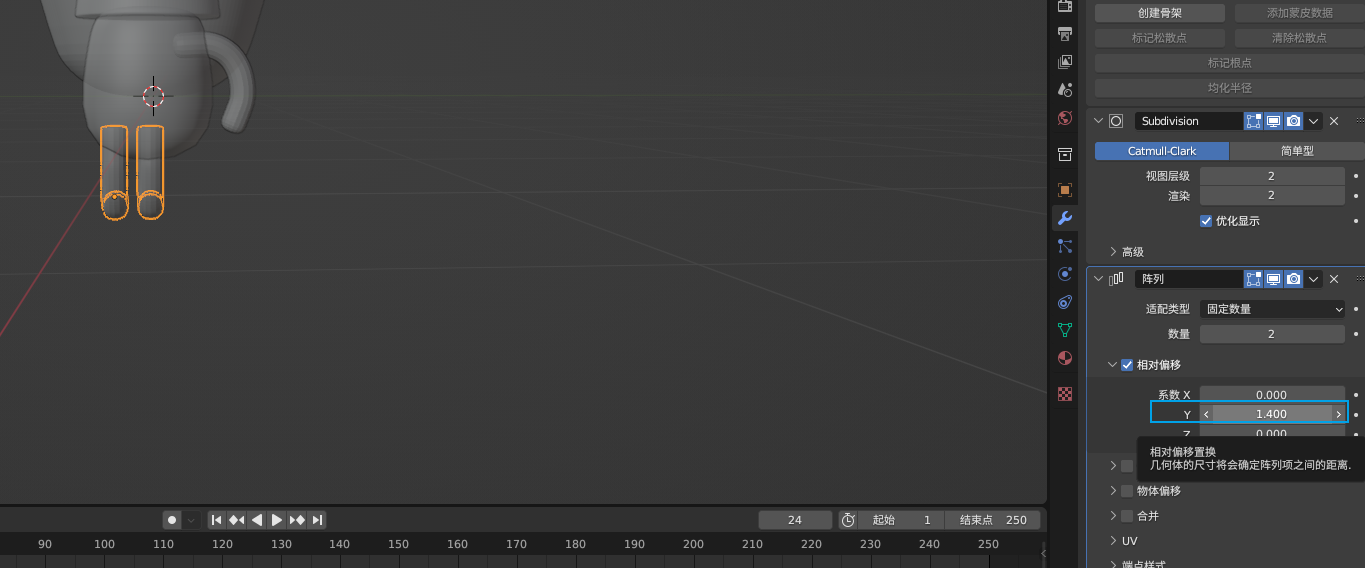 创建骨架 添加蒙皮数据
标记松散点 清除松散点
标记根点
均化半径
Subdivision
Catmull-Clark 简单型
视图层级 2
渲染 2
优化显示
高级
阵列
适配类型 固定数量
数量 2
相对偏移
系数 X 0.000
Y 1.400
Z 0.000
相对偏移置换
几何体的尺寸将会确定阵列项之间的距离.
物体偏移
合并
UV
端点样式
24 起始 1 结束点 250
90 100 110 120 130 140 150 160 170 180 190 200 210 220 230 240 250